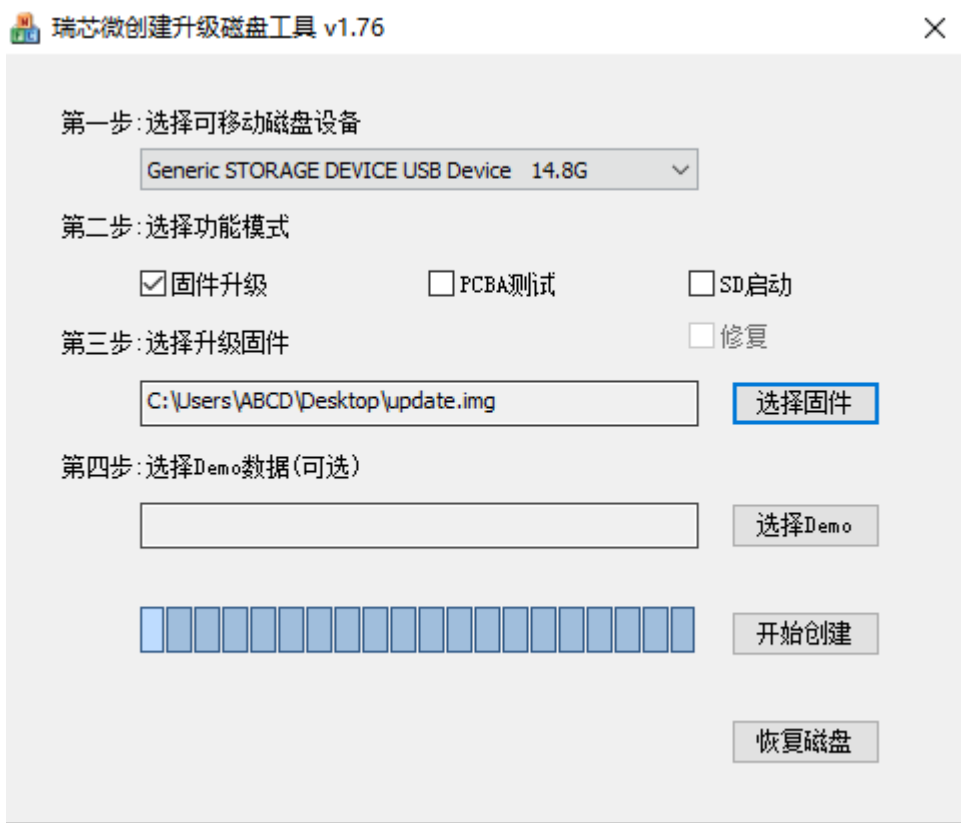 瑞芯微创建升级磁盘工具 v1.76
第一步:选择可移动磁盘设备
Generic STORAGE DEVICE USB Device 14.8G
第二步:选择功能模式
固件升级 PCBA测试 SD启动
第三步:选择升级固件 修复
C:\Users\ABCD\Desktop\update.img 选择固件
第四步:选择Demo数据(可选)
选择Demo
开始创建
恢复磁盘